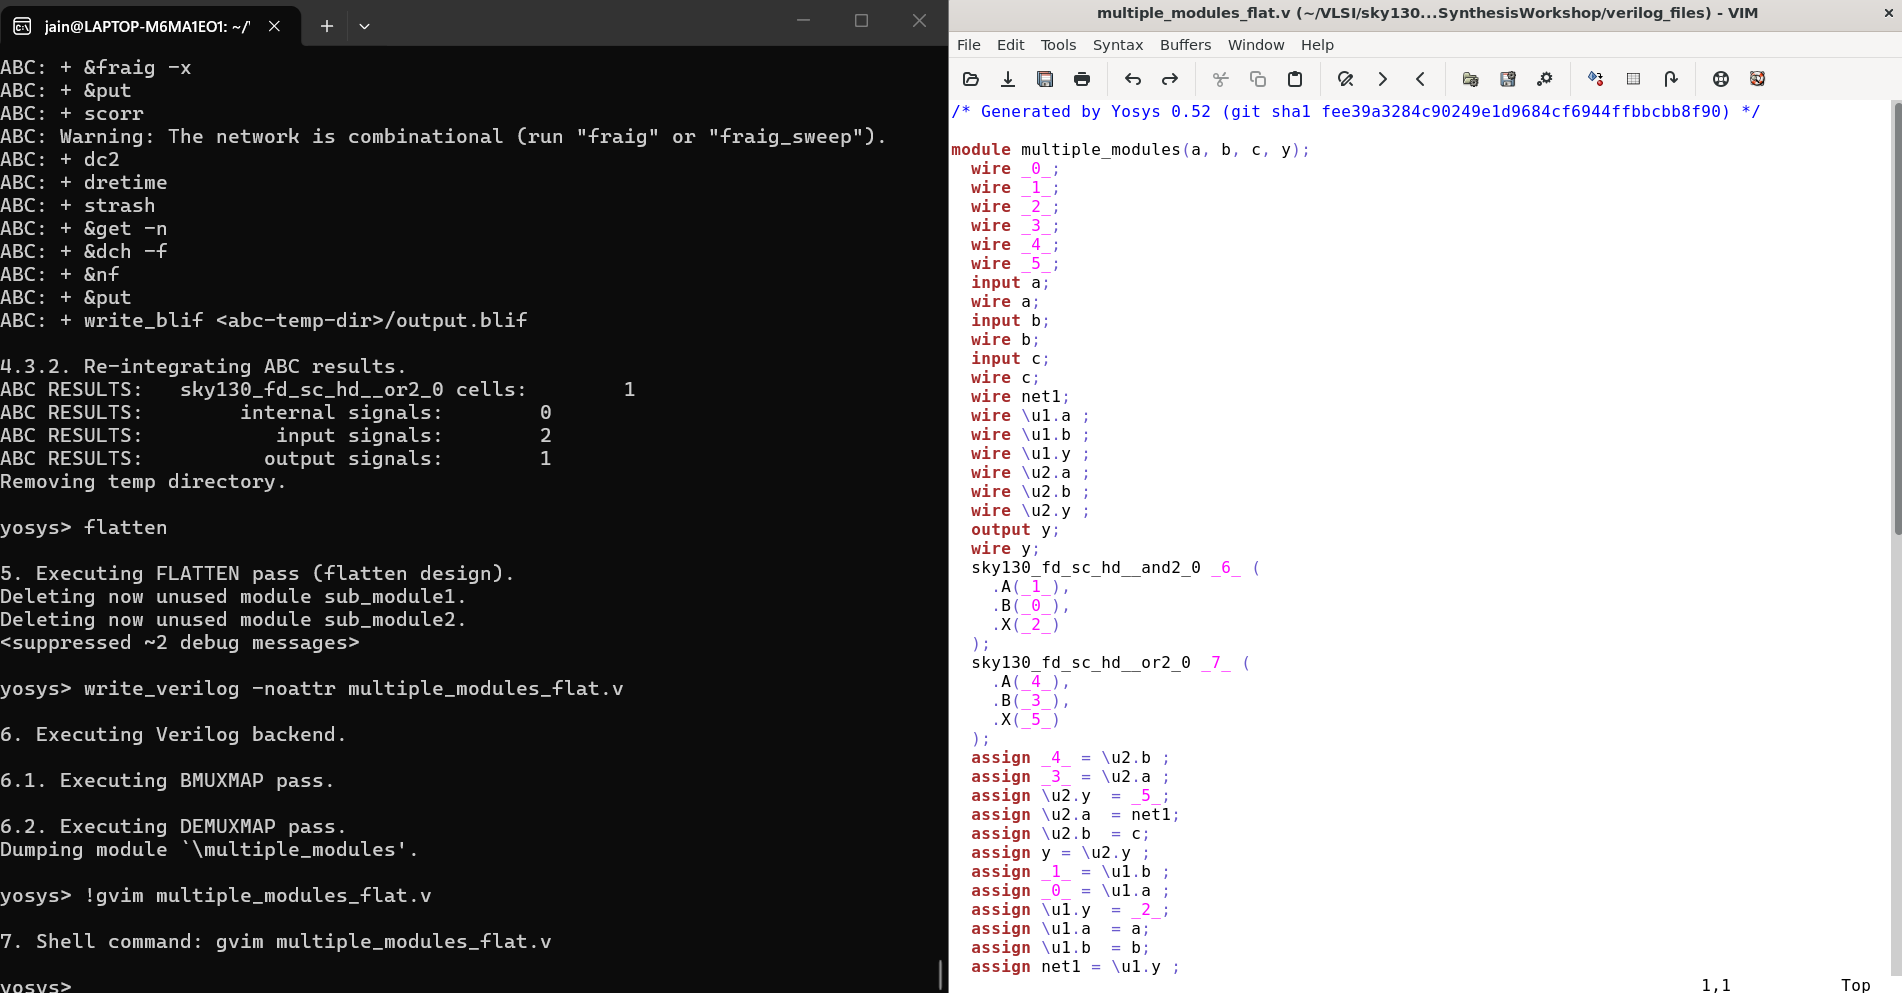 jain@LAPTOP-M6MA1EO1: ~/
ABC: + &fraig -x
ABC: + &put
ABC: + scorr
ABC: Warning: The network is combinational (run "fraig" or "fraig_sweep").
ABC: + dc2
ABC: + dretime
ABC: + strash
ABC: + &get -n
ABC: + &dch -f
ABC: + &nf
ABC: + &put
ABC: + write_blif <abc-temp-dir>/output.blif
4.3.2. Re-integrating ABC results.
ABC RESULTS:   sky130_fd_sc_hd__or2_0 cells:        1
ABC RESULTS:        internal signals:        0
ABC RESULTS:           input signals:        2
ABC RESULTS:          output signals:        1
Removing temp directory.
yosys> flatten
5. Executing FLATTEN pass (flatten design).
Deleting now unused module sub_module1.
Deleting now unused module sub_module2.
<suppressed ~2 debug messages>
yosys> write_verilog -noattr multiple_modules_flat.v
6. Executing Verilog backend.
6.1. Executing BMUXMAP pass.
6.2. Executing DEMUXMAP pass.
Dumping module `\multiple_modules'.
yosys> !gvim multiple_modules_flat.v
7. Shell command: gvim multiple_modules_flat.v
yosys>
multiple_modules_flat.v (~/VLSI/sky130...SynthesisWorkshop/verilog_files) - VIM
File Edit Tools Syntax Buffers Window Help
/* Generated by Yosys 0.52 (git sha1 fee39a3284c90249e1d9684cf6944ffbbcbb8f90) */
module multiple_modules(a, b, c, y);
  wire _0_;
  wire _1_;
  wire _2_;
  wire _3_;
  wire _4_;
  wire _5_;
  input a;
  wire a;
  input b;
  wire b;
  input c;
  wire c;
  wire net1;
  wire \u1.a ;
  wire \u1.b ;
  wire \u1.y ;
  wire \u2.a ;
  wire \u2.b ;
  wire \u2.y ;
  output y;
  wire y;
  sky130_fd_sc_hd__and2_0 _6_ (
    .A(_1_),
    .B(_0_),
    .X(_2_)
  );
  sky130_fd_sc_hd__or2_0 _7_ (
    .A(_4_),
    .B(_3_),
    .X(_5_)
  );
  assign _4_ = \u2.b ;
  assign _3_ = \u2.a ;
  assign \u2.y  = _5_;
  assign \u2.a  = net1;
  assign \u2.b  = c;
  assign y = \u2.y ;
  assign _1_ = \u1.b ;
  assign _0_ = \u1.a ;
  assign \u1.y  = _2_;
  assign \u1.a  = a;
  assign \u1.b  = b;
  assign net1 = \u1.y ;
1,1 Top